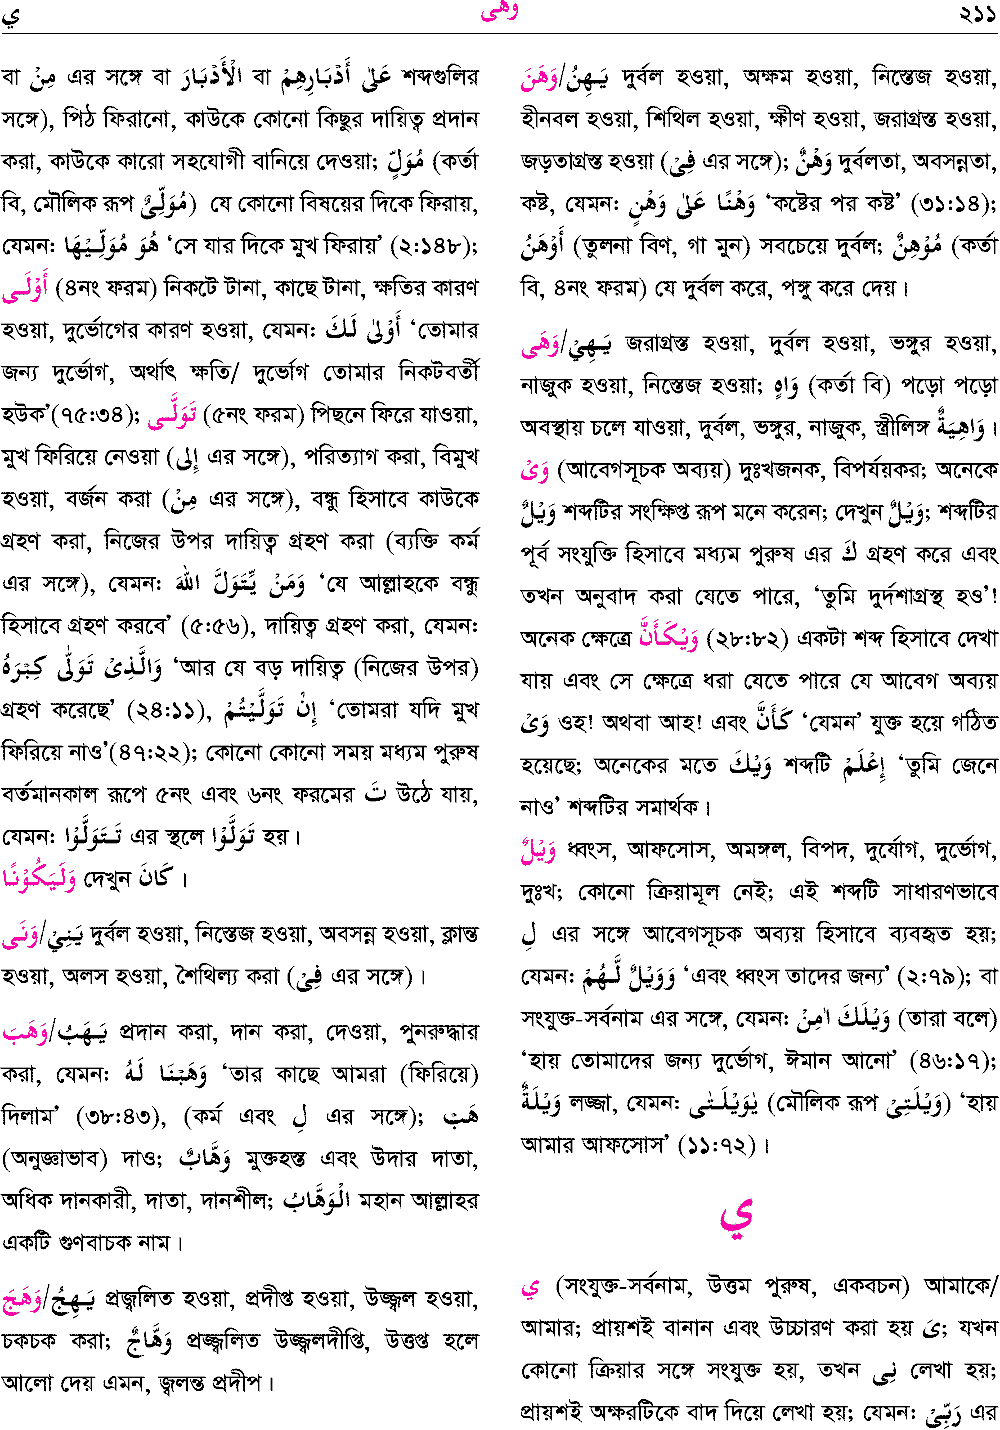 ي وَهٰى ২১১
বা مِنْ এর সঙ্গে বা الْأَدْبَارَ বা عَلٰى أَدْبَارِهِمْ শব্দগুলির
সঙ্গে), পিঠ ফিরানো, কাউকে কোনো কিছুর দায়িত্ব প্রদান
করা, কাউকে কারো সহযোগী বানিয়ে দেওয়া; مُوَلٍّ (কর্তা
বি, মৌলিক রূপ مُوَلِّىٌ) যে কোনো বিষয়ের দিকে ফিরায়,
যেমন: هُوَ مُوَلِّيْهَا ‘সে যার দিকে মুখ ফিরায়’ (২:১৪৮);
أَوْلَـى (৪নং ফরম) নিকটে টানা, কাছে টানা, ক্ষতির কারণ
হওয়া, দুর্ভোগের কারণ হওয়া, যেমন: أَوْلٰى لَكَ ‘তোমার
জন্য দুর্ভোগ, অর্থাৎ ক্ষতি/ দুর্ভোগ তোমার নিকটবর্তী
হউক’(৭৫:৩৪); تَوَلَّـى (৫নং ফরম) পিছনে ফিরে যাওয়া,
মুখ ফিরিয়ে নেওয়া (إِلٰى এর সঙ্গে), পরিত্যাগ করা, বিমুখ
হওয়া, বর্জন করা (مِنْ এর সঙ্গে), বন্ধু হিসাবে কাউকে
গ্রহণ করা, নিজের উপর দায়িত্ব গ্রহণ করা (ব্যক্তি কর্ম
এর সঙ্গে), যেমন: وَمَنْ يَّتَوَلَّ اللهَ ‘যে আল্লাহকে বন্ধু
হিসাবে গ্রহণ করবে’ (৫:৫৬), দায়িত্ব গ্রহণ করা, যেমন:
وَالَّذِىْ تَوَلّٰى كِبْرَهُ ‘আর যে বড় দায়িত্ব (নিজের উপর)
গ্রহণ করেছে’ (২৪:১১), إِنْ تَوَلَّيْتُمْ ‘তোমরা যদি মুখ
ফিরিয়ে নাও’(৪৭:২২); কোনো কোনো সময় মধ্যম পুরুষ
বর্তমানকাল রূপে ৫নং এবং ৬নং ফরমের تَ উঠে যায়,
যেমন: تَـتَوَلَّوْا এর স্থলে تَوَلَّوْا হয়।
وَلَيَكُوْنًا দেখুন كَانَ ।
وَنَى/يَنِيْ দুর্বল হওয়া, নিস্তেজ হওয়া, অবসন্ন হওয়া, ক্লান্ত
হওয়া, অলস হওয়া, শৈথিল্য করা (فِىْ এর সঙ্গে)।
وَهَبَ/يَـهَبُ প্রদান করা, দান করা, দেওয়া, পুনরুদ্ধার
করা, যেমন: وَهَبْنَا لَهُ ‘তার কাছে আমরা (ফিরিয়ে)
দিলাম’ (৩৮:৪৩), (কর্ম এবং لِ এর সঙ্গে); هَبْ
(অনুজ্ঞাভাব) দাও; وَهَّابٌ মুক্তহস্ত এবং উদার দাতা,
অধিক দানকারী, দাতা, দানশীল; الْوَهَّابُ মহান আল্লাহর
একটি গুণবাচক নাম।
وَهَجَ/يَـهِجُ প্রজ্বলিত হওয়া, প্রদীপ্ত হওয়া, উজ্জ্বল হওয়া,
চকচক করা; وَهَّاجٌ প্রজ্জ্বলিত উজ্জ্বলদীপ্তি, উত্তপ্ত হলে
আলো দেয় এমন, জ্বলন্ত প্রদীপ।
وَهَنَ/يَـهِنُ দুর্বল হওয়া, অক্ষম হওয়া, নিস্তেজ হওয়া,
হীনবল হওয়া, শিথিল হওয়া, ক্ষীণ হওয়া, জরাগ্রস্ত হওয়া,
জড়তাগ্রস্ত হওয়া (فِىْ এর সঙ্গে); وَهْنٌ দুর্বলতা, অবসন্নতা,
কষ্ট, যেমন: وَهْنًا عَلٰى وَهْنٍ ‘কষ্টের পর কষ্ট’ (৩১:১৪);
أَوْهَنُ (তুলনা বিণ, গা মুন) সবচেয়ে দুর্বল; مُوْهِنٌ (কর্তা
বি, ৪নং ফরম) যে দুর্বল করে, পঙ্গু করে দেয়।
وَهَى/يَـهِيْ জরাগ্রস্ত হওয়া, দুর্বল হওয়া, ভঙ্গুর হওয়া,
নাজুক হওয়া, নিস্তেজ হওয়া; وَاهٍ (কর্তা বি) পড়ো পড়ো
অবস্থায় চলে যাওয়া, দুর্বল, ভঙ্গুর, নাজুক, স্ত্রীলিঙ্গ وَاهِيَةٌ ।
وَىْ (আবেগসূচক অব্যয়) দুঃখজনক, বিপর্যয়কর; অনেকে
وَيْلٌ শব্দটির সংক্ষিপ্ত রূপ মনে করেন; দেখুন وَيْلٌ; শব্দটির
পূর্ব সংযুক্তি হিসাবে মধ্যম পুরুষ এর كَ গ্রহণ করে এবং
তখন অনুবাদ করা যেতে পারে, ‘তুমি দুর্দশাগ্রস্থ হও’!
অনেক ক্ষেত্রে وَيْكَأَنَّ (২৮:৮২) একটা শব্দ হিসাবে দেখা
যায় এবং সে ক্ষেত্রে ধরা যেতে পারে যে আবেগ অব্যয়
وَىْ ওহ! অথবা আহ! এবং كَأَنَّ ‘যেমন’ যুক্ত হয়ে গঠিত
হয়েছে; অনেকের মতে وَيْكَ শব্দটি إِعْلَمْ ‘তুমি জেনে
নাও’ শব্দটির সমার্থক।
وَيْلٌ ধ্বংস, আফসোস, অমঙ্গল, বিপদ, দুর্যোগ, দুর্ভোগ,
দুঃখ; কোনো ক্রিয়ামূল নেই; এই শব্দটি সাধারণভাবে
لِ এর সঙ্গে আবেগসূচক অব্যয় হিসাবে ব্যবহৃত হয়;
যেমন: وَوَيْلٌ لَّـهُمْ ‘এবং ধ্বংস তাদের জন্য’ (২:৭৯); বা
সংযুক্ত-সর্বনাম এর সঙ্গে, যেমন: وَيْلَكَ اٰمِنْ (তারা বলে)
‘হায় তোমাদের জন্য দুর্ভোগ, ঈমান আনো’ (৪৬:১৭);
وَيْلَةٌ লজ্জা, যেমন: يٰوَيْلَـتٰى (মৌলিক রূপ وَيْلَتِىْ) ‘হায়
আমার আফসোস’ (১১:৭২)।
ي
ي (সংযুক্ত-সর্বনাম, উত্তম পুরুষ, একবচন) আমাকে/
আমার; প্রায়শই বানান এবং উচ্চারণ করা হয় ىَ; যখন
কোনো ক্রিয়ার সঙ্গে সংযুক্ত হয়, তখন نِى লেখা হয়;
প্রায়শই অক্ষরটিকে বাদ দিয়ে লেখা হয়; যেমন: رَبِّىْ এর